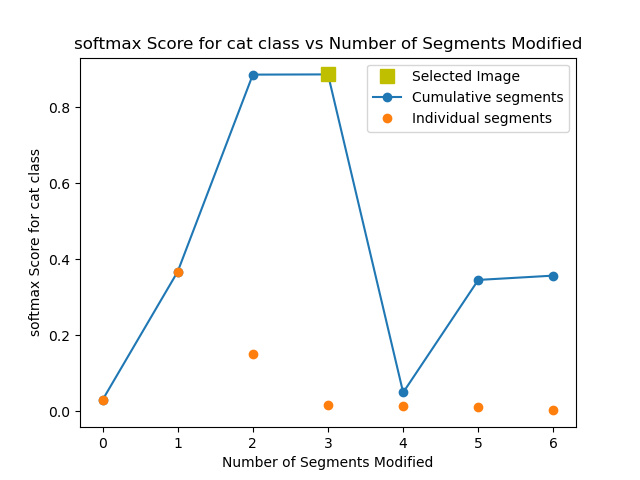 softmax Score for cat class vs Number of Segments Modified
Selected Image
Cumulative segments
Individual segments
softmax Score for cat class
0.8
0.6
0.4
0.2
0.0
0 1 2 3 4 5 6
Number of Segments Modified